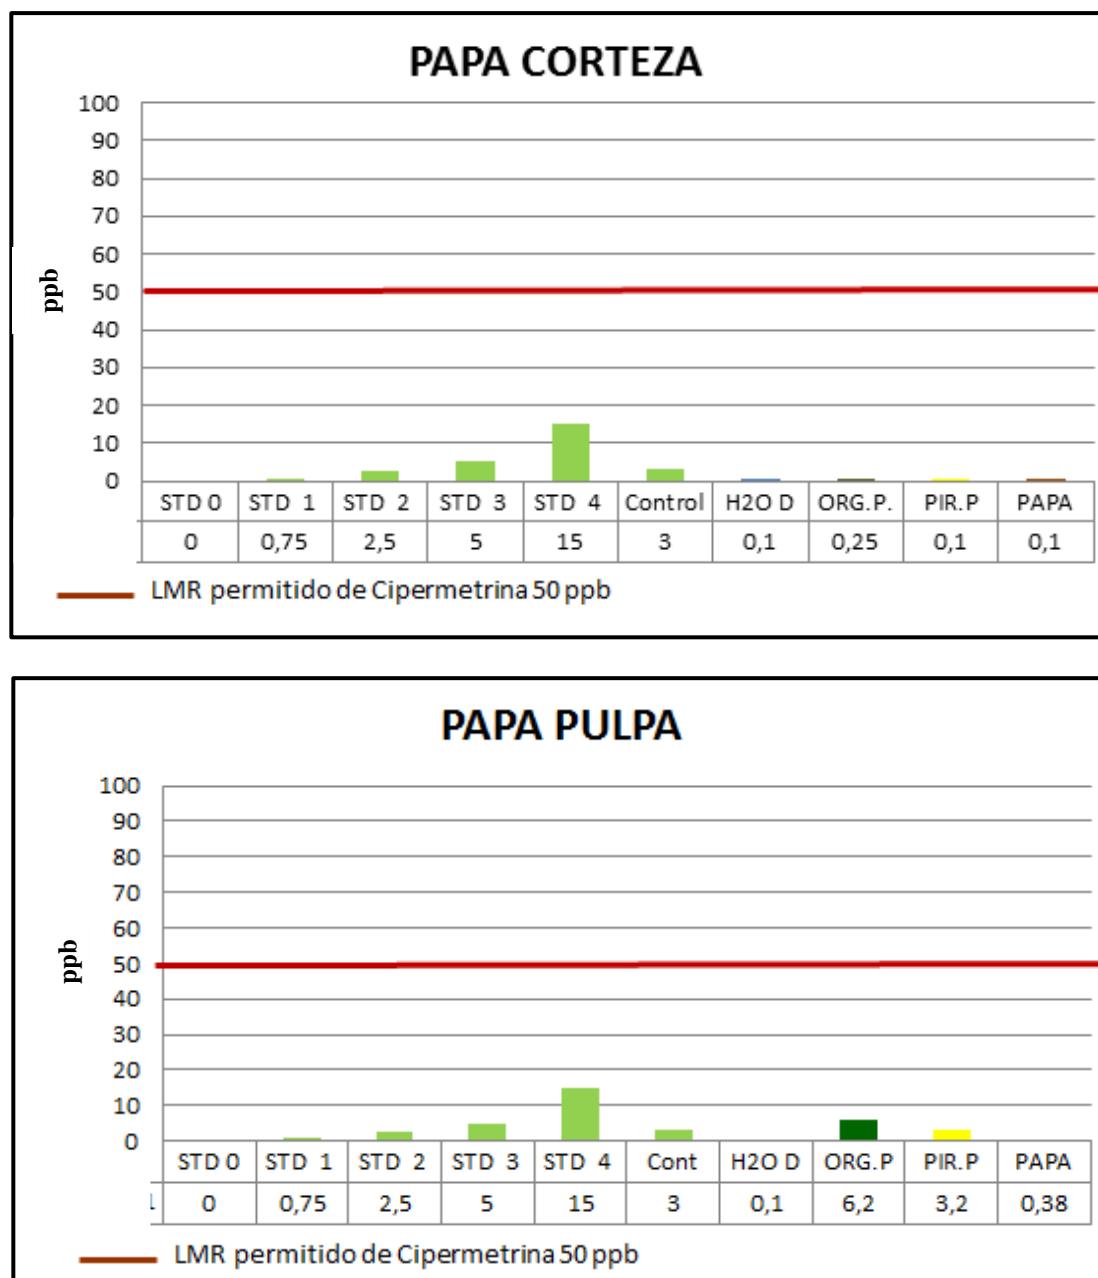 PAPA CORTEZA
100
90
80
70
60
50
40
30
20
10
0
ppb
STD 0 STD 1 STD 2 STD 3 STD 4 Control H2O D ORG.P. PIR.P PAPA
0 0,75 2,5 5 15 3 0,1 0,25 0,1 0,1
LMR permitido de Cipermetrina 50 ppb
PAPA PULPA
100
90
80
70
60
50
40
30
20
10
0
ppb
STD 0 STD 1 STD 2 STD 3 STD 4 Cont H2O D ORG.P PIR.P PAPA
0 0,75 2,5 5 15 3 0,1 6,2 3,2 0,38
LMR permitido de Cipermetrina 50 ppb